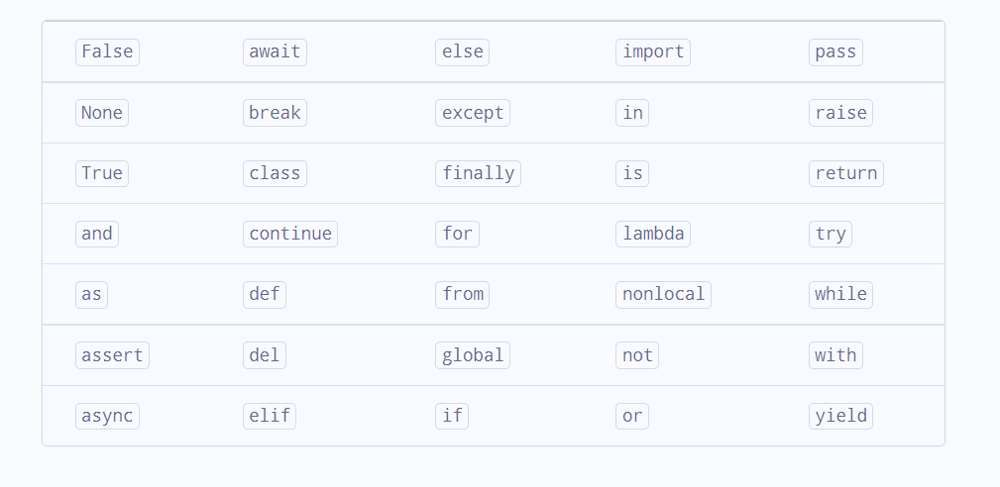 False await else import pass
None break except in raise
True class finally is return
and continue for lambda try
as def from nonlocal while
assert del global not with
async elif if or yield